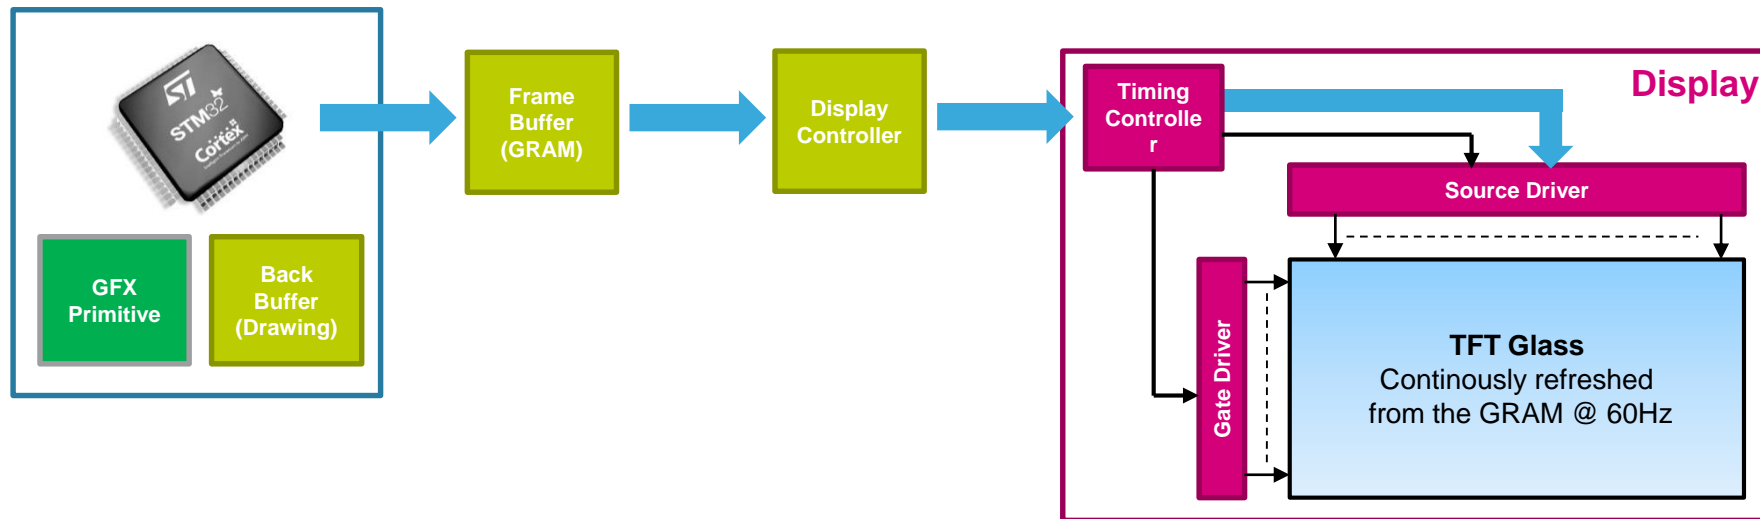 STM32
Cortex
GFX
Primitive
Back
Buffer
(Drawing)
Frame
Buffer
(GRAM)
Display
Controller
Display
Timing
Controlle
r
Source Driver
Gate Driver
TFT Glass
Continously refreshed
from the GRAM @ 60Hz